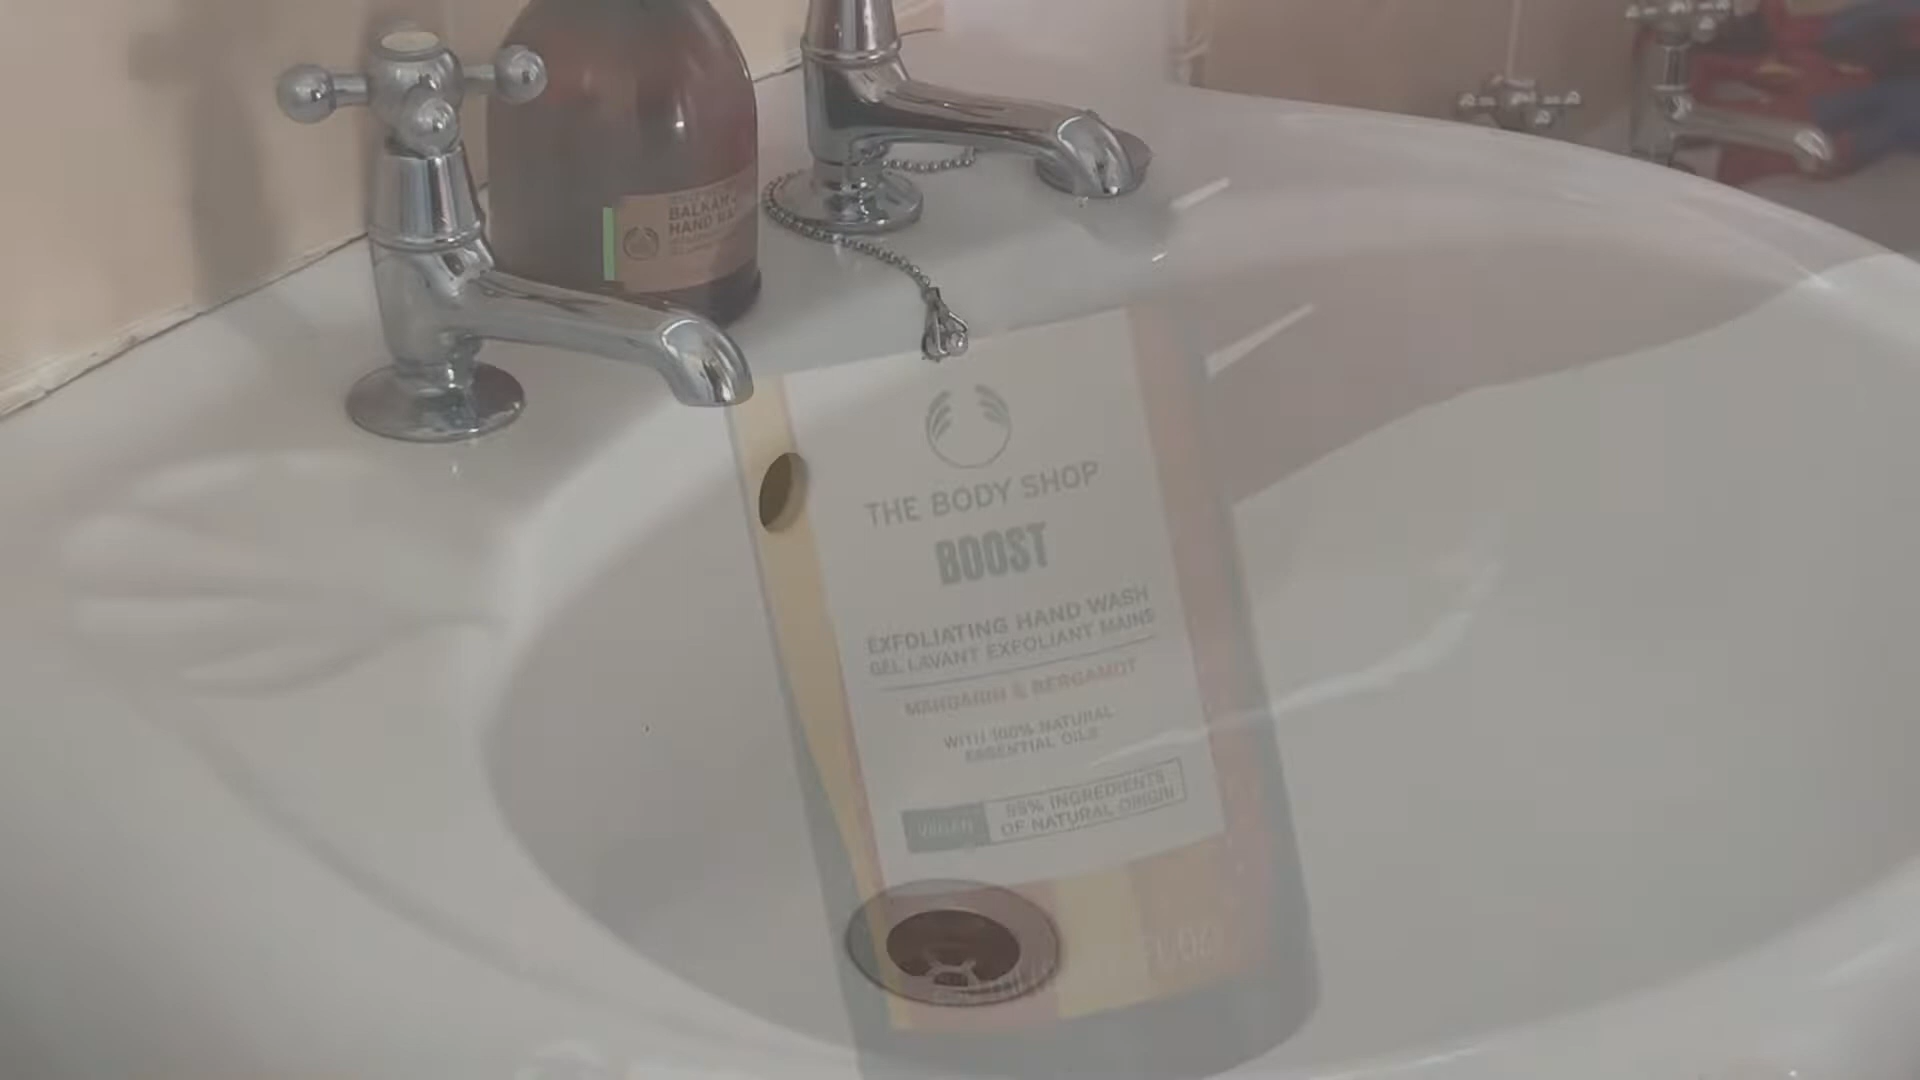 HAND
THE BODY SHOP
BOOST
EXFOLIATING HAND WASH
GEL LAVANT EXFOLIANT MAINS
MANDARIN & BERGAMOT
WITH 100% NATURAL
ESSENTIAL OILS
VEGAN
99% INGREDIENTS
OF NATURAL ORIGIN